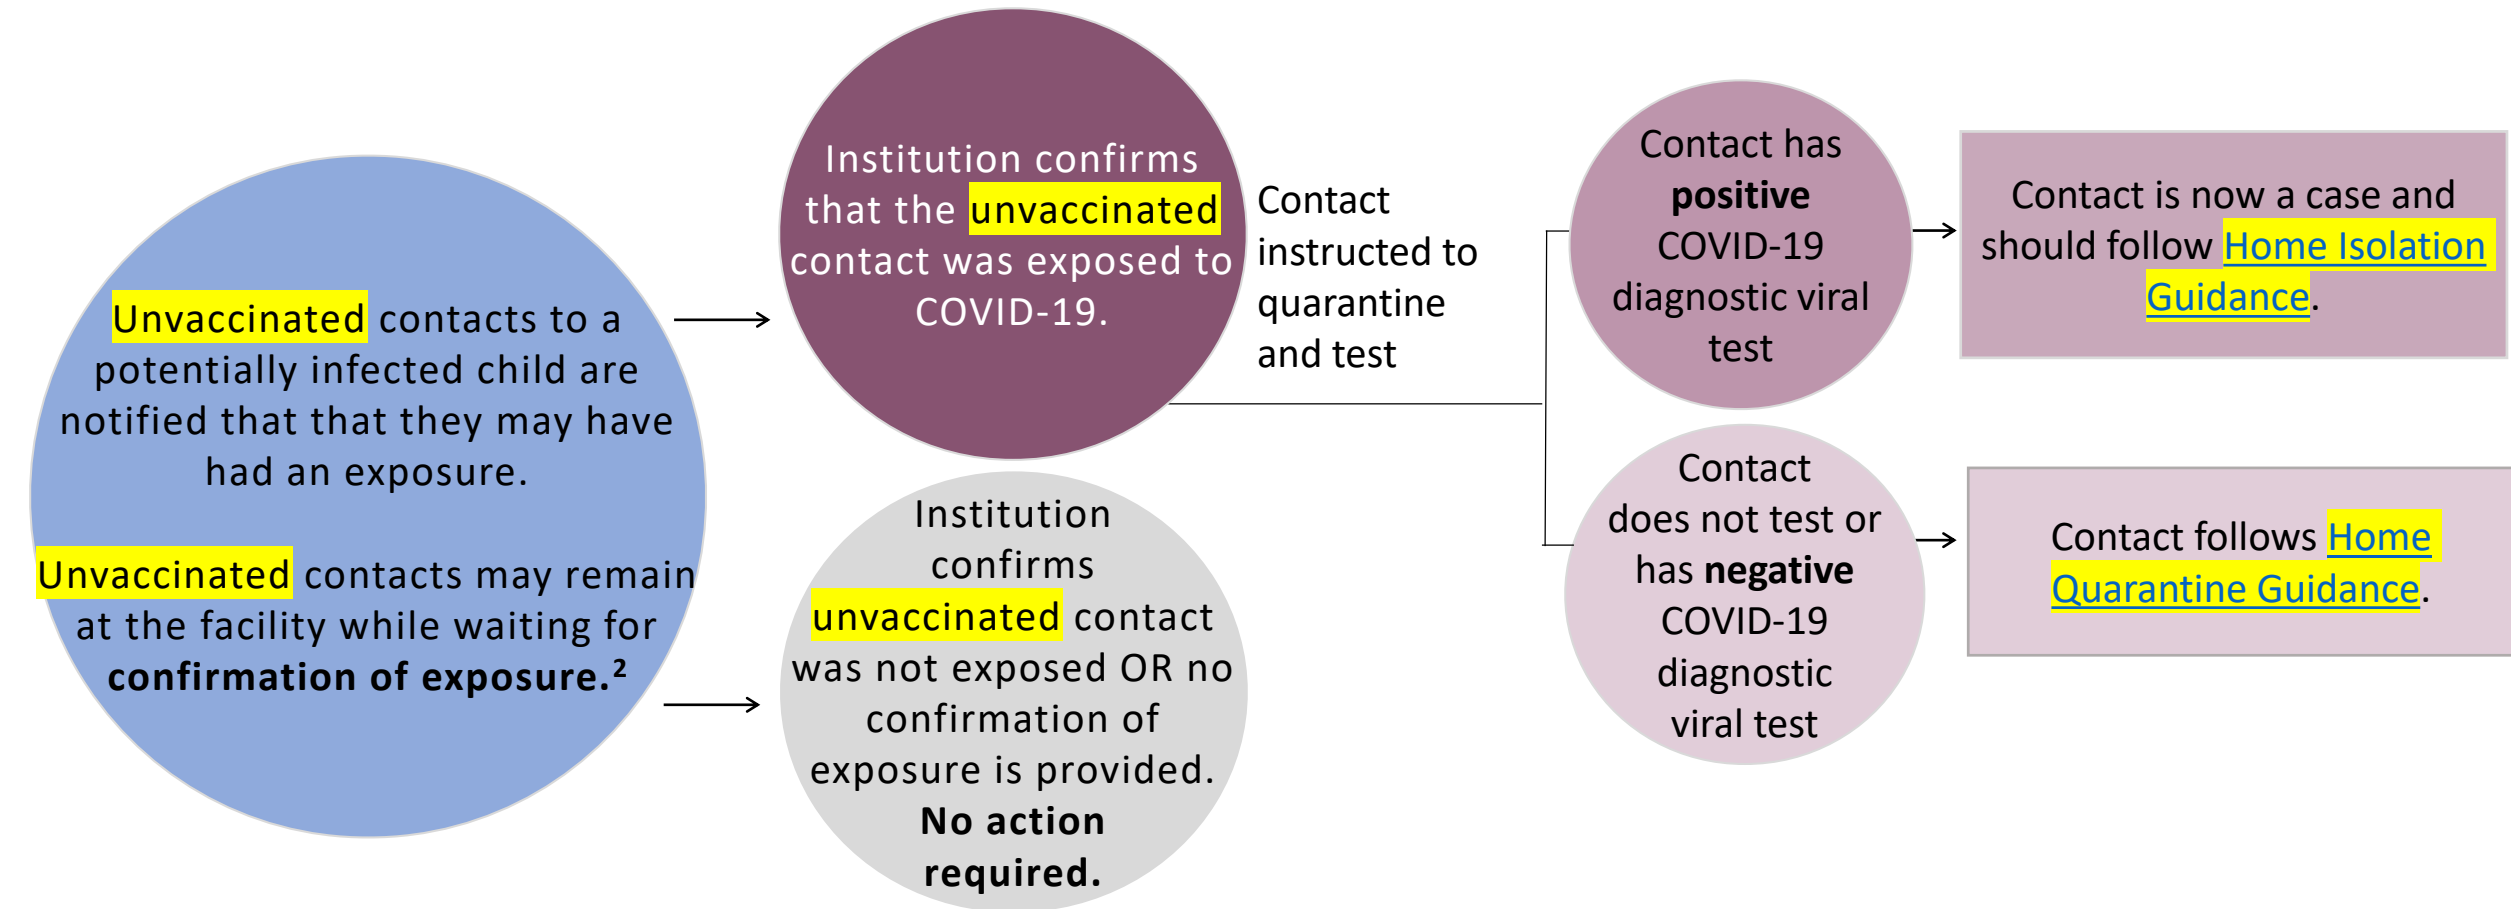 Unvaccinated contacts to a
potentially infected child are
notified that that they may have
had an exposure.
Unvaccinated contacts may remain
at the facility while waiting for
confirmation of exposure.²
Institution confirms
that the unvaccinated
contact was exposed to
COVID-19.
Institution
confirms
unvaccinated contact
was not exposed OR no
confirmation of
exposure is provided.
No action
required.
Contact
instructed to
quarantine
and test
Contact has
positive
COVID-19
diagnostic viral
test
Contact is now a case and
should follow Home Isolation
Guidance.
Contact
does not test or
has negative
COVID-19
diagnostic
viral test
Contact follows Home
Quarantine Guidance.